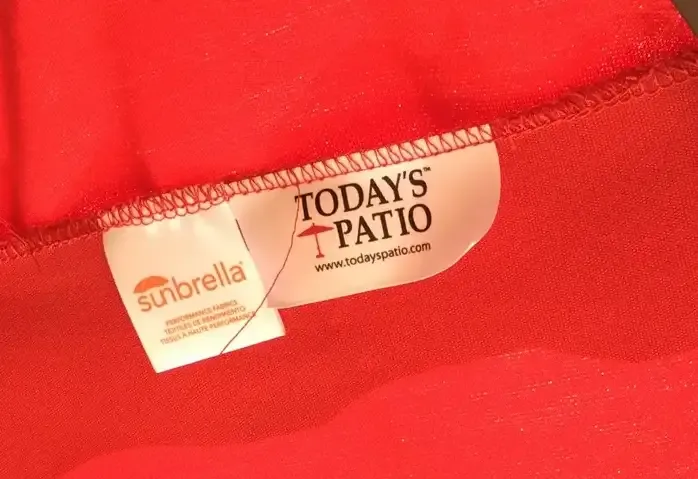 sunbrella®
PERFORMANCE FABRICS
TEXTILES DE RENDIMIENTO
TISSUS À HAUTE PERFORMANCE
TODAY'S™
PATIO
www.todayspatio.com